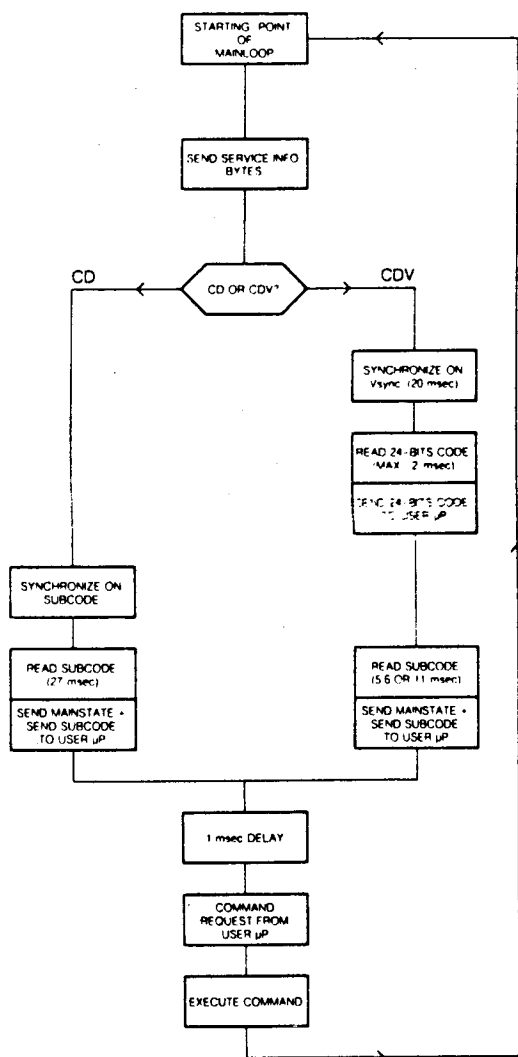 STARTING POINT
OF
MAINLOOP
SEND SERVICE INFO
BYTES
CD
CD OR CDV?
CDV
SYNCHRONIZE ON
Vsync (20 msec)
READ 24-BITS CODE
(MAX 2 msec)
SEND 24-BITS CODE
TO USER µP
SYNCHRONIZE ON
SUBCODE
READ SUBCODE
(27 msec)
SEND MAINSTATE +
SEND SUBCODE
TO USER µP
READ SUBCODE
(5.6 OR 11 msec)
SEND MAINSTATE +
SEND SUBCODE
TO USER µP
1 msec DELAY
COMMAND
REQUEST FROM
USER µP
EXECUTE COMMAND